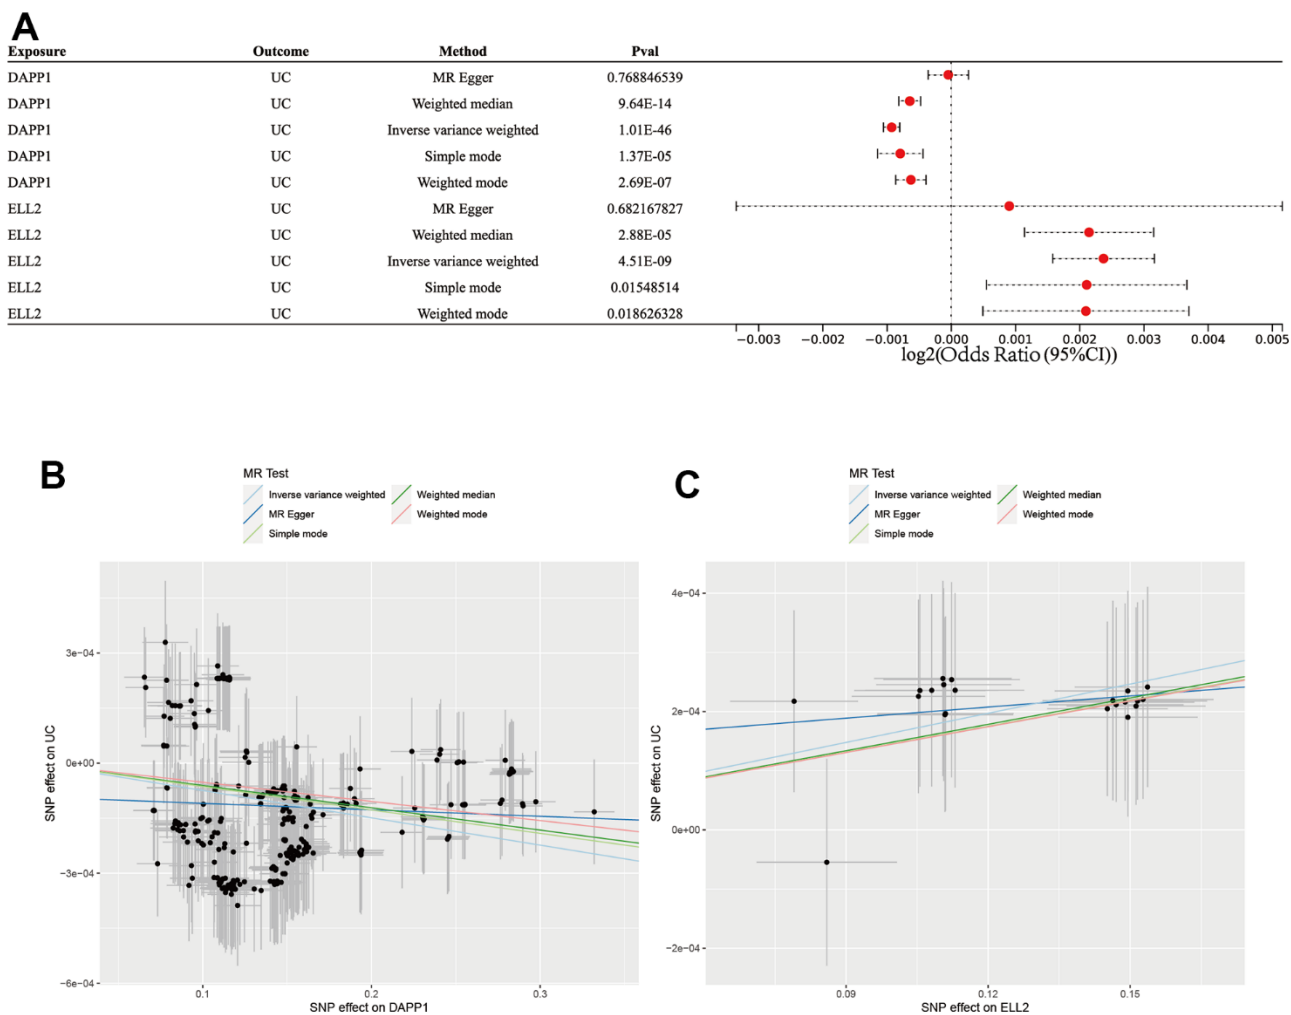 A
Exposure Outcome Method Pval
DAPP1 UC MR Egger 0.768846539
DAPP1 UC Weighted median 9.64E-14
DAPP1 UC Inverse variance weighted 1.01E-46
DAPP1 UC Simple mode 1.37E-05
DAPP1 UC Weighted mode 2.69E-07
ELL2 UC MR Egger 0.682167827
ELL2 UC Weighted median 2.88E-05
ELL2 UC Inverse variance weighted 4.51E-09
ELL2 UC Simple mode 0.01548514
ELL2 UC Weighted mode 0.018626328
-0.003 -0.002 -0.001 0.000 0.001 0.002 0.003 0.004 0.005
log2(Odds Ratio (95%CI))
B
MR Test
Inverse variance weighted Weighted median
MR Egger Weighted mode
Simple mode
3e-04
0e+00
-3e-04
-6e-04
SNP effect on UC
0.1 0.2 0.3
SNP effect on DAPP1
C
MR Test
Inverse variance weighted Weighted median
MR Egger Weighted mode
Simple mode
4e-04
2e-04
0e+00
-2e-04
SNP effect on UC
0.09 0.12 0.15
SNP effect on ELL2